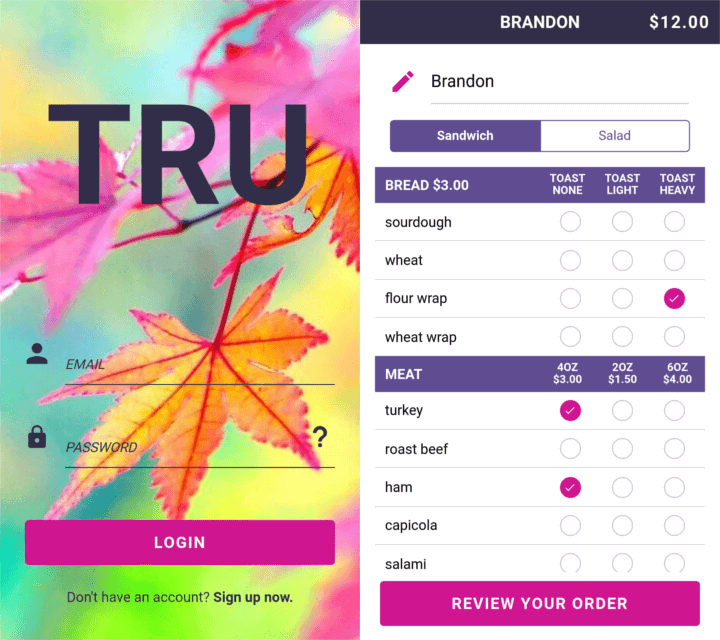 TRU
EMAIL
PASSWORD
?
LOGIN
Don't have an account? Sign up now.
BRANDON $12.00
Brandon
Sandwich Salad
BREAD $3.00 TOAST NONE TOAST LIGHT TOAST HEAVY
sourdough
wheat
flour wrap
wheat wrap
MEAT 4OZ $3.00 2OZ $1.50 6OZ $4.00
turkey
roast beef
ham
capicola
salami
REVIEW YOUR ORDER